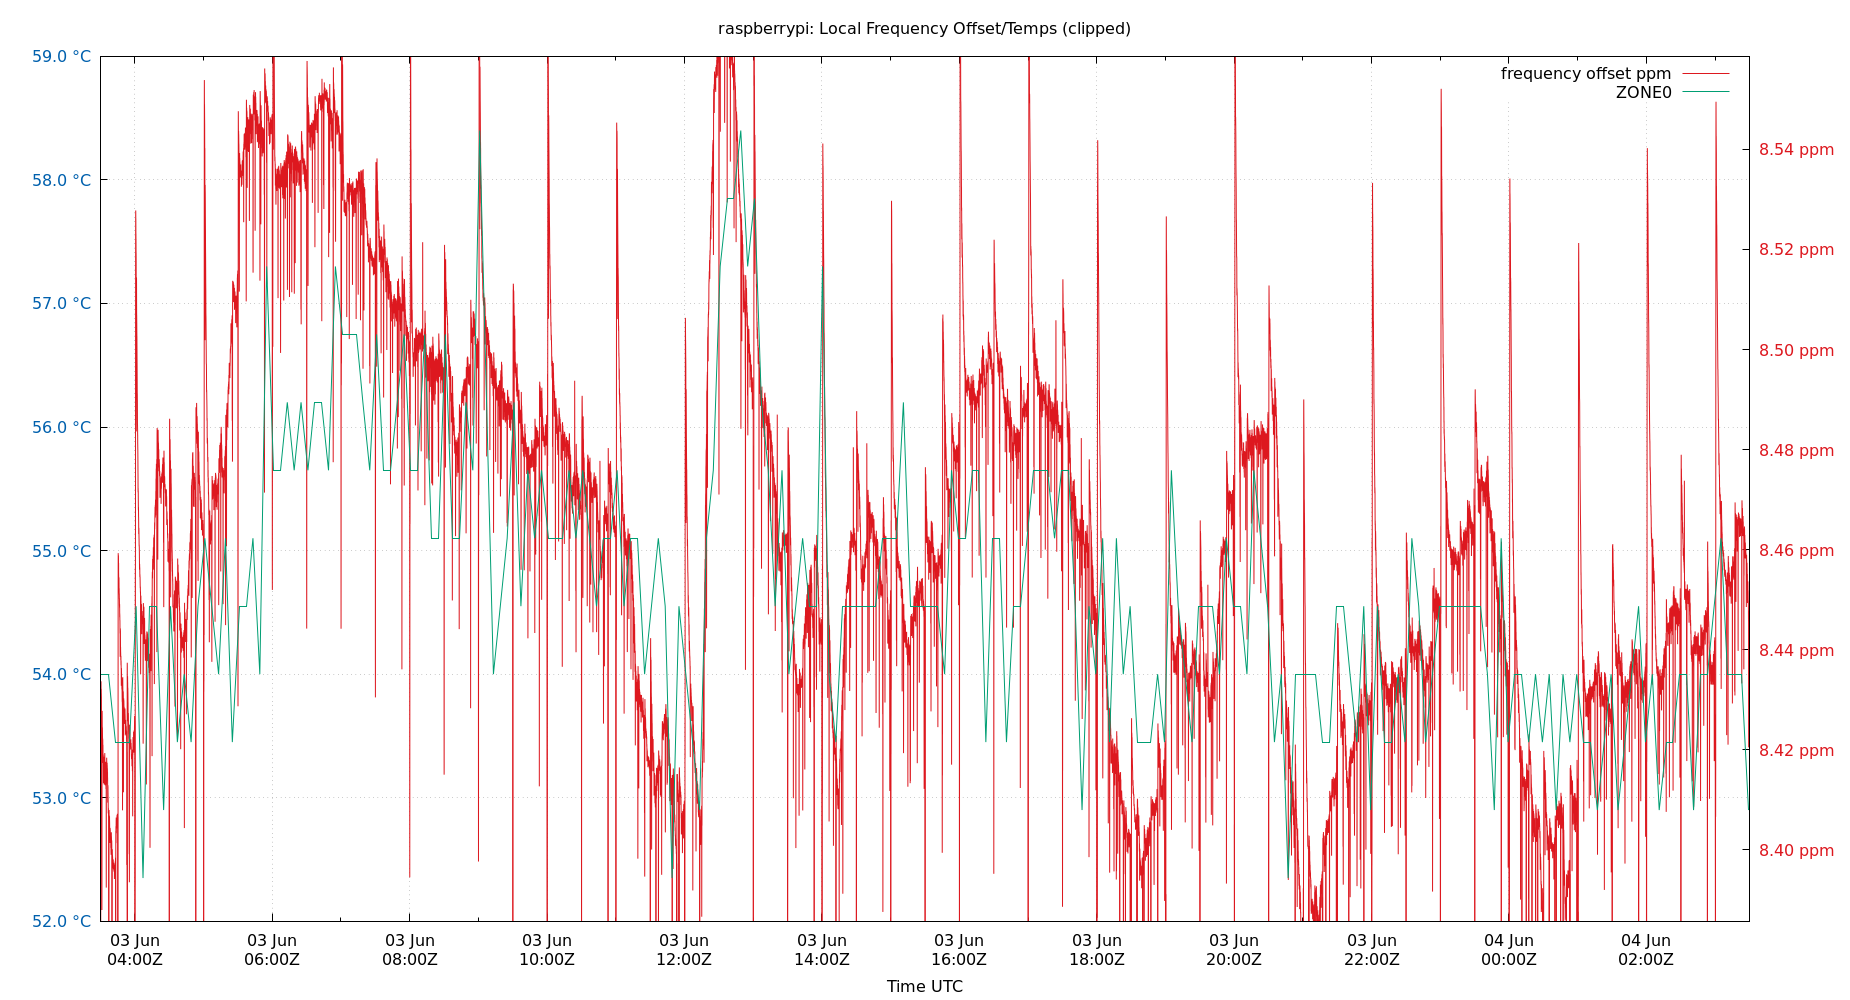 raspberrypi: Local Frequency Offset/Temps (clipped)
frequency offset ppm
ZONE0
59.0 °C
58.0 °C
57.0 °C
56.0 °C
55.0 °C
54.0 °C
53.0 °C
52.0 °C
8.54 ppm
8.52 ppm
8.50 ppm
8.48 ppm
8.46 ppm
8.44 ppm
8.42 ppm
8.40 ppm
03 Jun 03 Jun 03 Jun 03 Jun 03 Jun 03 Jun 03 Jun 03 Jun 03 Jun 03 Jun 04 Jun 04 Jun
04:00Z 06:00Z 08:00Z 10:00Z 12:00Z 14:00Z 16:00Z 18:00Z 20:00Z 22:00Z 00:00Z 02:00Z
Time UTC